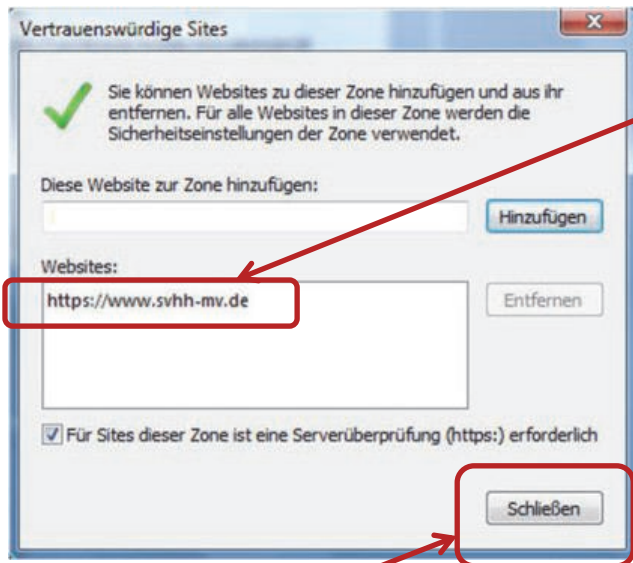 Vertrauenswürdige Sites
Sie können Websites zu dieser Zone hinzufügen und aus ihr
entfernen. Für alle Websites in dieser Zone werden die
Sicherheitseinstellungen der Zone verwendet.
Diese Website zur Zone hinzufügen:
Hinzufügen
Websites:
https://www.svhh-mv.de
Entfernen
Für Sites dieser Zone ist eine Serverüberprüfung (https:) erforderlich
Schließen